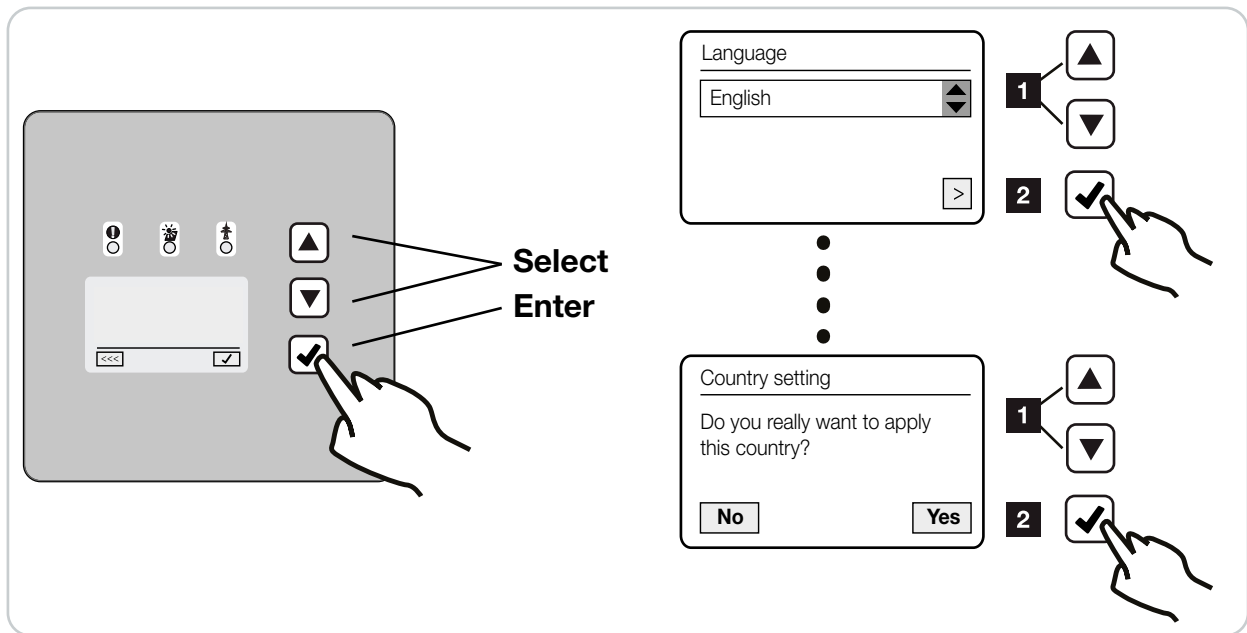 <<<
Select
Enter
Language
English
>
1
2
Country setting
Do you really want to apply
this country?
No
Yes
1
2